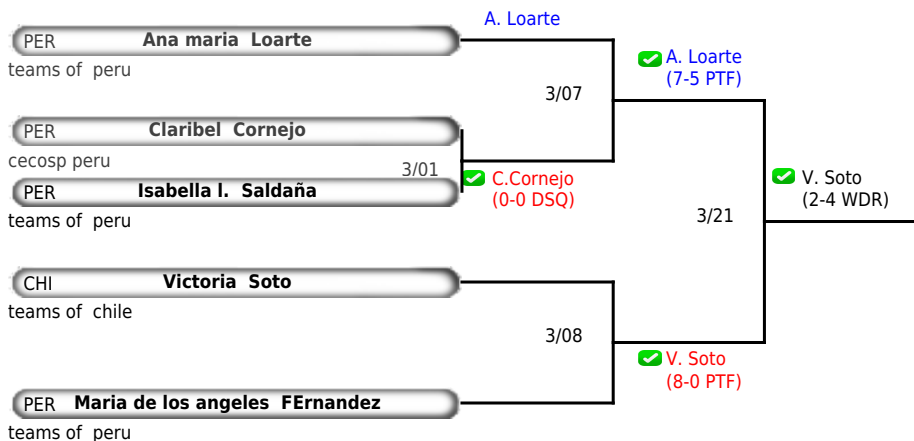 A. Loarte
PER Ana maria Loarte
teams of peru
A. Loarte
(7-5 PTF)
3/07
PER Claribel Cornejo
cecosp peru
3/01
C.Cornejo
(0-0 DSQ)
PER Isabella l. Saldaña
teams of peru
V. Soto
(2-4 WDR)
3/21
CHI Victoria Soto
teams of chile
3/08
V. Soto
(8-0 PTF)
PER Maria de los angeles FErnandez
teams of peru